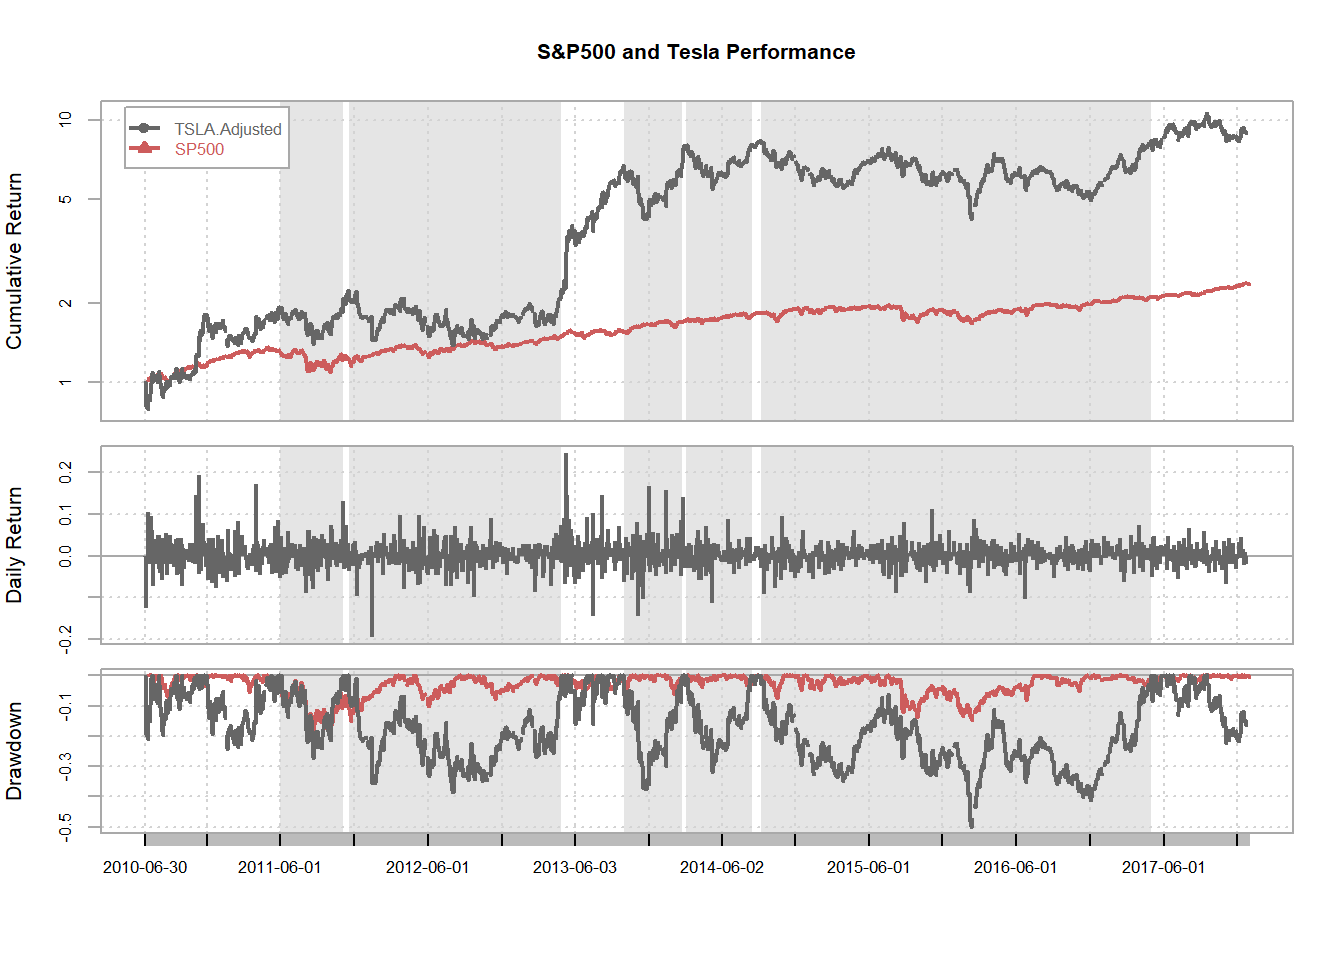 S&P500 and Tesla Performance
TSLA.Adjusted
SP500
Cumulative Return
10
5
2
1
Daily Return
0.2
0.1
0.0
-0.2
Drawdown
-0.1
-0.3
-0.5
2010-06-30 2011-06-01 2012-06-01 2013-06-03 2014-06-02 2015-06-01 2016-06-01 2017-06-01